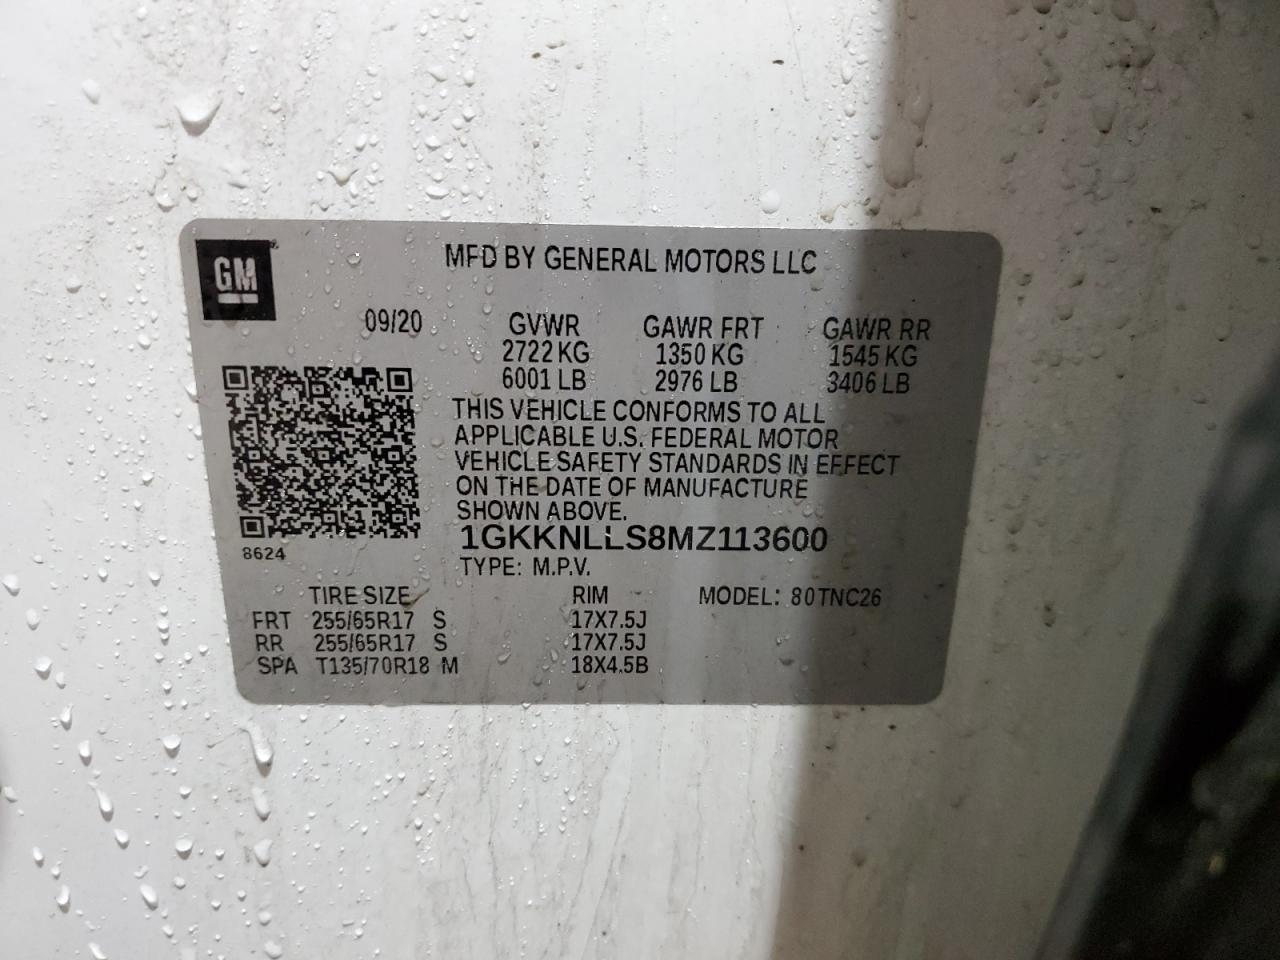 GM
MFD BY GENERAL MOTORS LLC
09/20 GVWR GAWR FRT GAWR RR
2722 KG 1350 KG 1545 KG
6001 LB 2976 LB 3406 LB
THIS VEHICLE CONFORMS TO ALL
APPLICABLE U.S. FEDERAL MOTOR
VEHICLE SAFETY STANDARDS IN EFFECT
ON THE DATE OF MANUFACTURE
SHOWN ABOVE.
1GKKNLLS8MZ113600
8624
TYPE: M.P.V.
TIRE SIZE RIM MODEL: 80TNC26
FRT 255/65R17 S 17X7.5J
RR 255/65R17 S 17X7.5J
SPA T135/70R18 M 18X4.5B